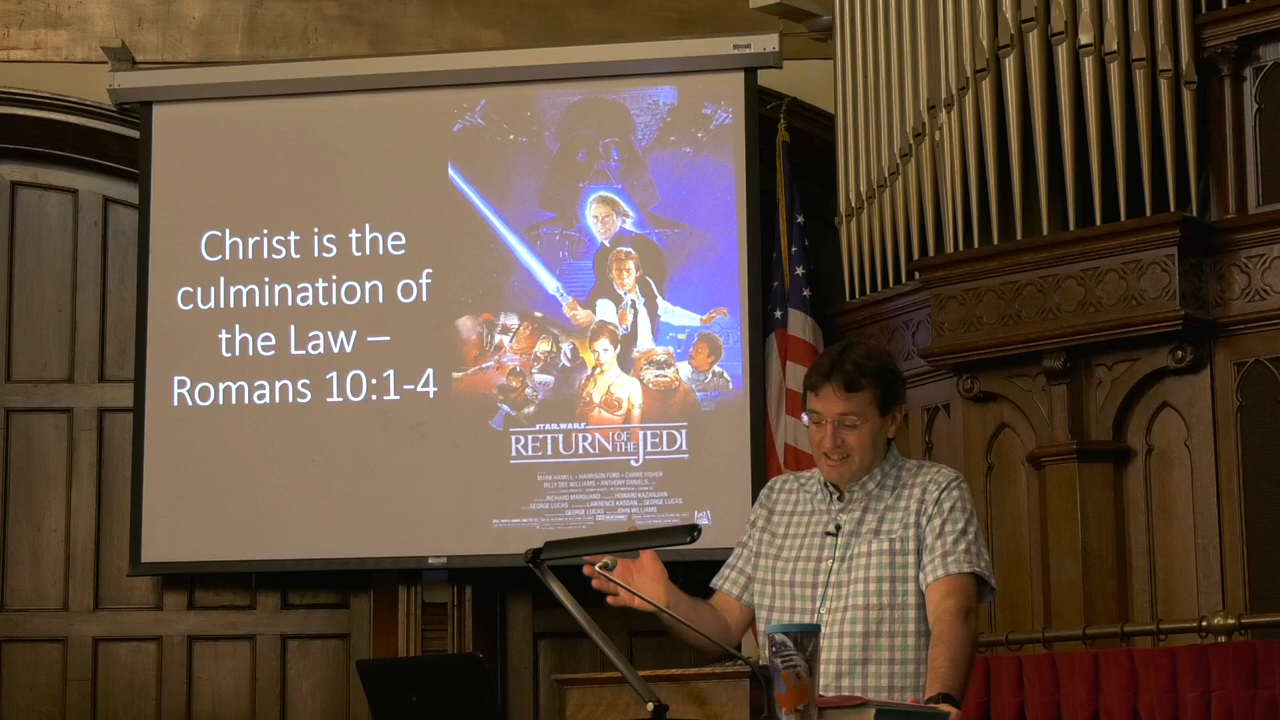 Christ is the
culmination of
the Law –
Romans 10:1-4
STAR WARS
RETURN OF THE JEDI
MARK HAMILL • HARRISON FORD • CARRIE FISHER
BILLY DEE WILLIAMS • ANTHONY DANIELS
RICHARD MARQUAND HOWARD KAZANJIAN
GEORGE LUCAS LAWRENCE KASDAN GEORGE LUCAS
GEORGE LUCAS JOHN WILLIAMS